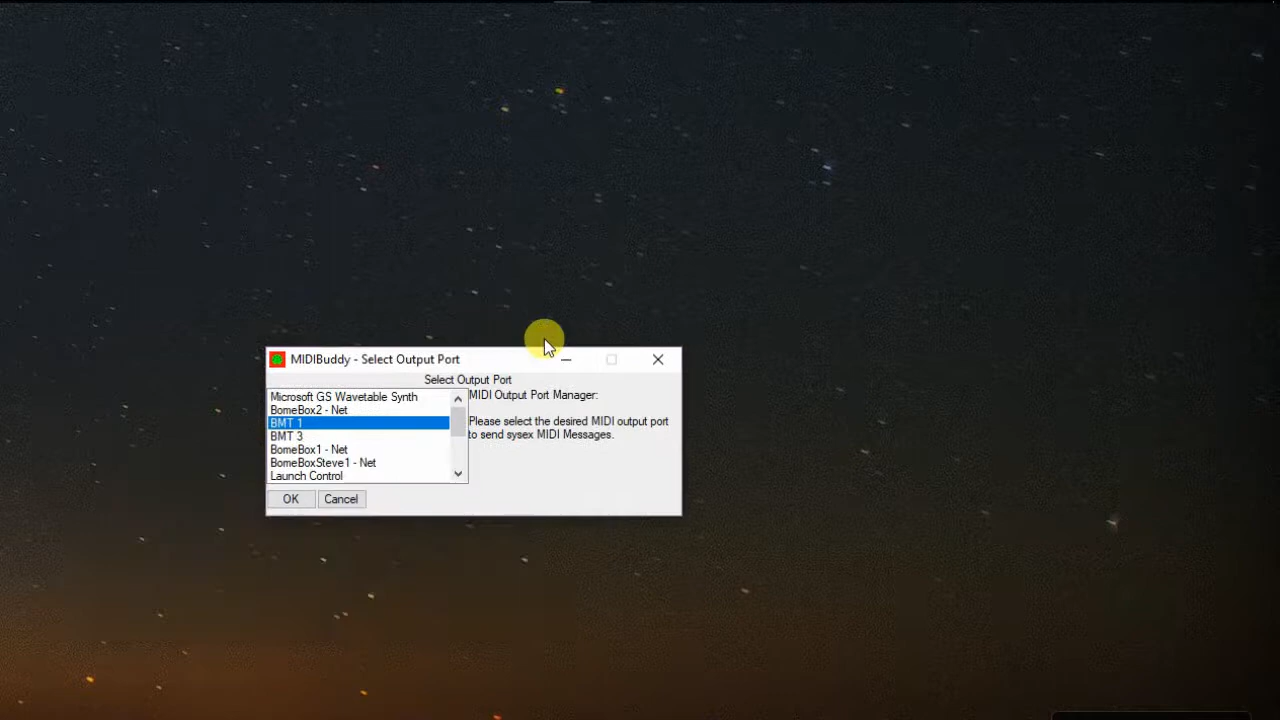 MIDIBuddy - Select Output Port
Select Output Port
Microsoft GS Wavetable Synth
BomeBox2 - Net
BMT 1
BMT 3
BomeBox1 - Net
BomeBoxSteve1 - Net
Launch Control
MIDI Output Port Manager:
Please select the desired MIDI output port
to send sysex MIDI Messages.
OK
Cancel